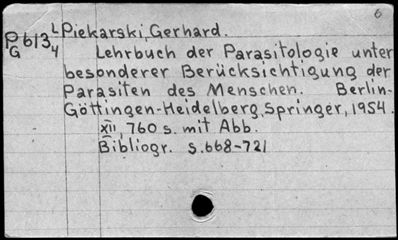 6
L Piekarski, Gerhard.
PG 613/4 Lehrbuch der Parasitologie unter
besonderer Berücksichtigung der
Parasiten des Menschen. Berlin-
Göttingen-Heidelberg, Springer, 1954.
XII, 760 s. mit Abb.
Bibliogr. s.668-721